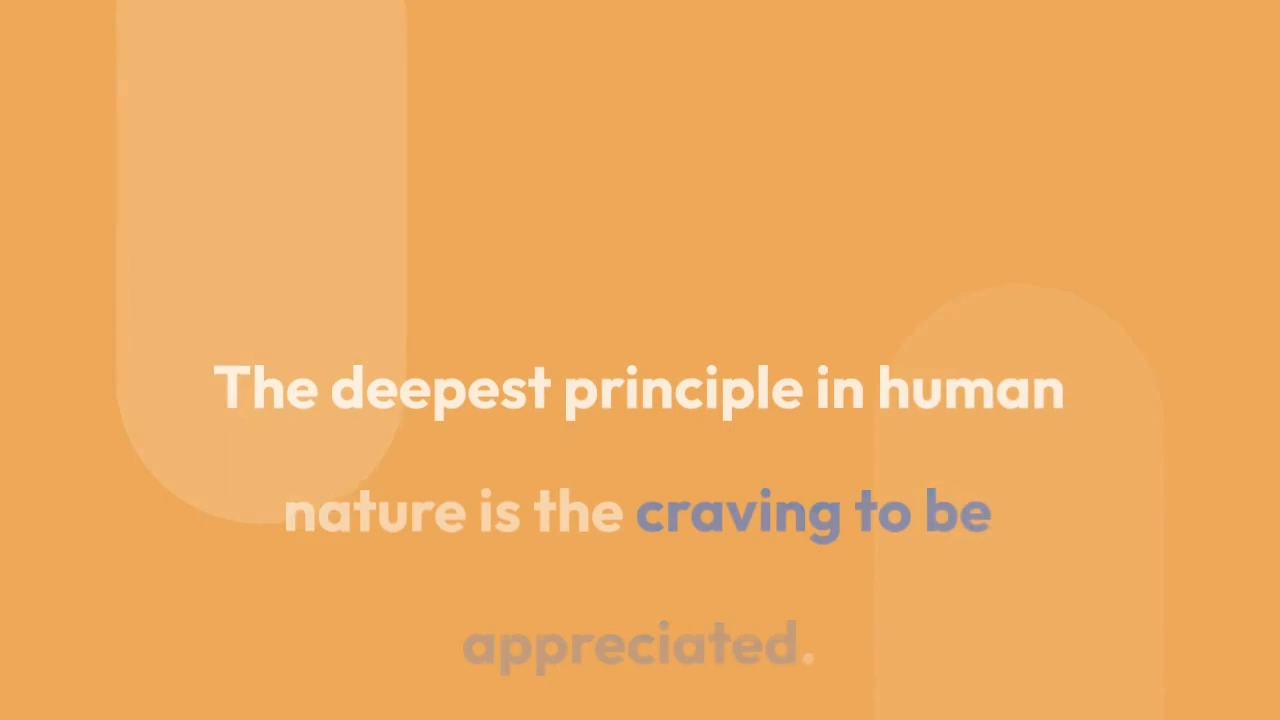 The deepest principle in human
nature is the craving to be
appreciated.